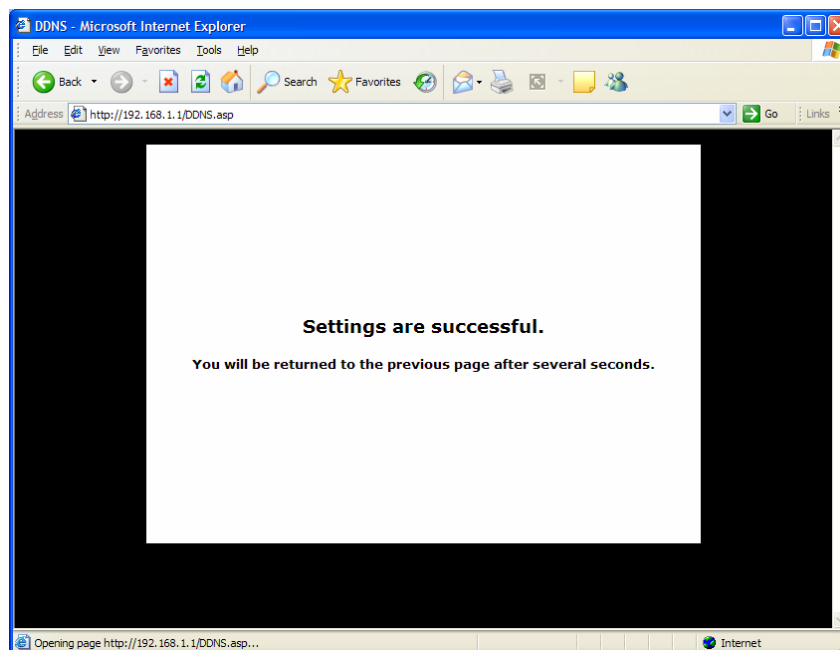 DDNS - Microsoft Internet Explorer
File Edit View Favorites Tools Help
Back Search Favorites
Address http://192.168.1.1/DDNS.asp Go Links
Settings are successful.
You will be returned to the previous page after several seconds.
Opening page http://192.168.1.1/DDNS.asp... Internet